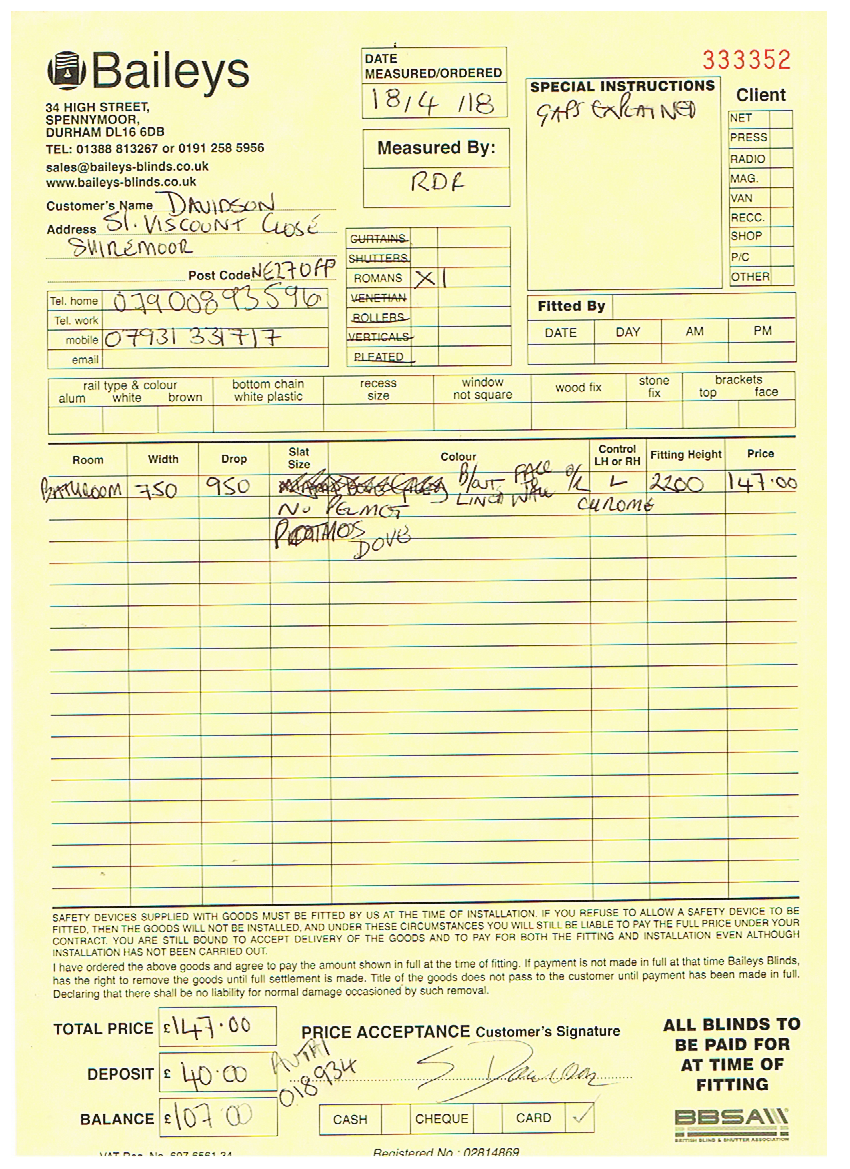 Baileys
34 HIGH STREET,
SPENNYMOOR,
DURHAM DL16 6DB
TEL: 01388 813267 or 0191 258 5956
sales@baileys-blinds.co.uk
www.baileys-blinds.co.uk
Customer's Name DAVIDSON
Address 51. VISCOUNT CLOSE
SHIREMOOR
Post Code NE27 0FP
Tel. home 07900893596
Tel. work
mobile 07931 331717
email
DATE
MEASURED/ORDERED
18/4/18
Measured By:
RDR
CURTAINS
SHUTTERS
ROMANS X 1
VENETIAN
ROLLERS
VERTICALS
PLEATED
333352
SPECIAL INSTRUCTIONS
GAPS EXPLAINED
Client
NET
PRESS
RADIO
MAG.
VAN
RECC.
SHOP
P/C
OTHER
Fitted By
DATE DAY AM PM
rail type & colour bottom chain recess window wood fix stone brackets
alum white brown white plastic size not square fix top face
Room Width Drop Slat Size Colour Control LH or RH Fitting Height Price
BATHROOM 750 950 B/OUT FACE O/R L 2200 147.00
NO PELMET LINED WALL CHROME
DOVE
SAFETY DEVICES SUPPLIED WITH GOODS MUST BE FITTED BY US AT THE TIME OF INSTALLATION. IF YOU REFUSE TO ALLOW A SAFETY DEVICE TO BE
FITTED, THEN THE GOODS WILL NOT BE INSTALLED, AND UNDER THESE CIRCUMSTANCES YOU WILL STILL BE LIABLE TO PAY THE FULL PRICE UNDER YOUR
CONTRACT. YOU ARE STILL BOUND TO ACCEPT DELIVERY OF THE GOODS AND TO PAY FOR BOTH THE FITTING AND INSTALLATION EVEN ALTHOUGH
INSTALLATION HAS NOT BEEN CARRIED OUT.
I have ordered the above goods and agree to pay the amount shown in full at the time of fitting. If payment is not made in full at that time Baileys Blinds,
has the right to remove the goods until full settlement is made. Title of the goods does not pass to the customer until payment has been made in full.
Declaring that there shall be no liability for normal damage occasioned by such removal.
TOTAL PRICE £147.00
DEPOSIT £ 40.00
BALANCE £107.00
PRICE ACCEPTANCE Customer's Signature
AUTH
018934
S Davidson
CASH CHEQUE CARD ✓
ALL BLINDS TO
BE PAID FOR
AT TIME OF
FITTING
BBSA
BRITISH BLIND & SHUTTER ASSOCIATION
VAT Reg. No. 607 6561 34
Registered No : 02814869